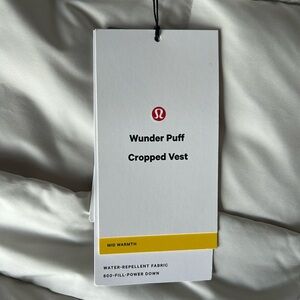 Wunder Puff
Cropped Vest
MID WARMTH
WATER-REPELLENT FABRIC
600-FILL-POWER DOWN